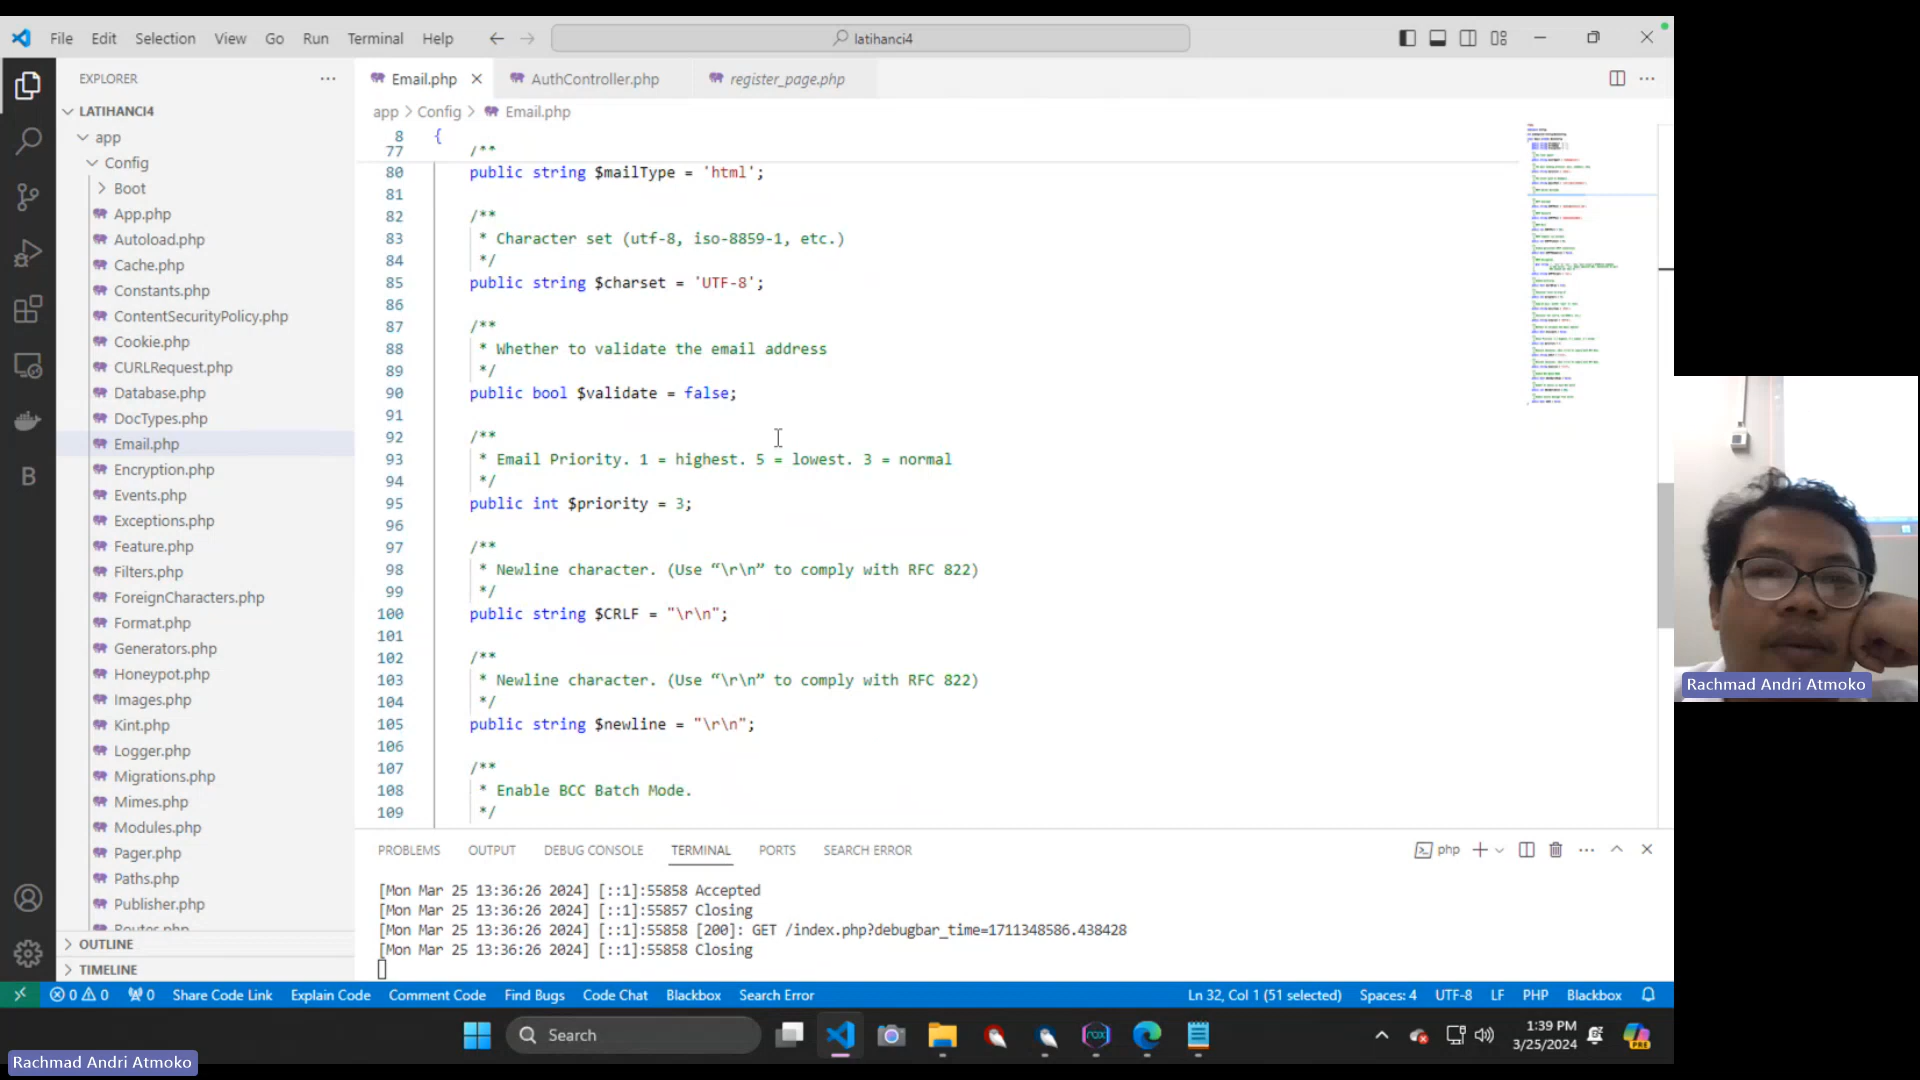 File Edit Selection View Go Run Terminal Help
latihanci4
EXPLORER
LATIHANCI4
app
Config
Boot
App.php
Autoload.php
Cache.php
Constants.php
ContentSecurityPolicy.php
Cookie.php
CURLRequest.php
Database.php
DocTypes.php
Email.php
Encryption.php
Events.php
Exceptions.php
Feature.php
Filters.php
ForeignCharacters.php
Format.php
Generators.php
Honeypot.php
Images.php
Kint.php
Logger.php
Migrations.php
Mimes.php
Modules.php
Pager.php
Paths.php
Publisher.php
Routes.php
OUTLINE
TIMELINE
Email.php AuthController.php register_page.php
app > Config > Email.php
8 {
77 /**
80 public string $mailType = 'html';
81
82 /**
83 * Character set (utf-8, iso-8859-1, etc.)
84 */
85 public string $charset = 'UTF-8';
86
87 /**
88 * Whether to validate the email address
89 */
90 public bool $validate = false;
91
92 /**
93 * Email Priority. 1 = highest. 5 = lowest. 3 = normal
94 */
95 public int $priority = 3;
96
97 /**
98 * Newline character. (Use “\r\n” to comply with RFC 822)
99 */
100 public string $CRLF = "\r\n";
101
102 /**
103 * Newline character. (Use “\r\n” to comply with RFC 822)
104 */
105 public string $newline = "\r\n";
106
107 /**
108 * Enable BCC Batch Mode.
109 */
PROBLEMS OUTPUT DEBUG CONSOLE TERMINAL PORTS SEARCH ERROR
php
[Mon Mar 25 13:36:26 2024] [::1]:55858 Accepted
[Mon Mar 25 13:36:26 2024] [::1]:55857 Closing
[Mon Mar 25 13:36:26 2024] [::1]:55858 [200]: GET /index.php?debugbar_time=1711348586.438428
[Mon Mar 25 13:36:26 2024] [::1]:55858 Closing
0 0 0 Share Code Link Explain Code Comment Code Find Bugs Code Chat Blackbox Search Error
Ln 32, Col 1 (51 selected) Spaces: 4 UTF-8 LF PHP Blackbox
Search
1:39 PM
3/25/2024
PRE
Rachmad Andri Atmoko
Rachmad Andri Atmoko